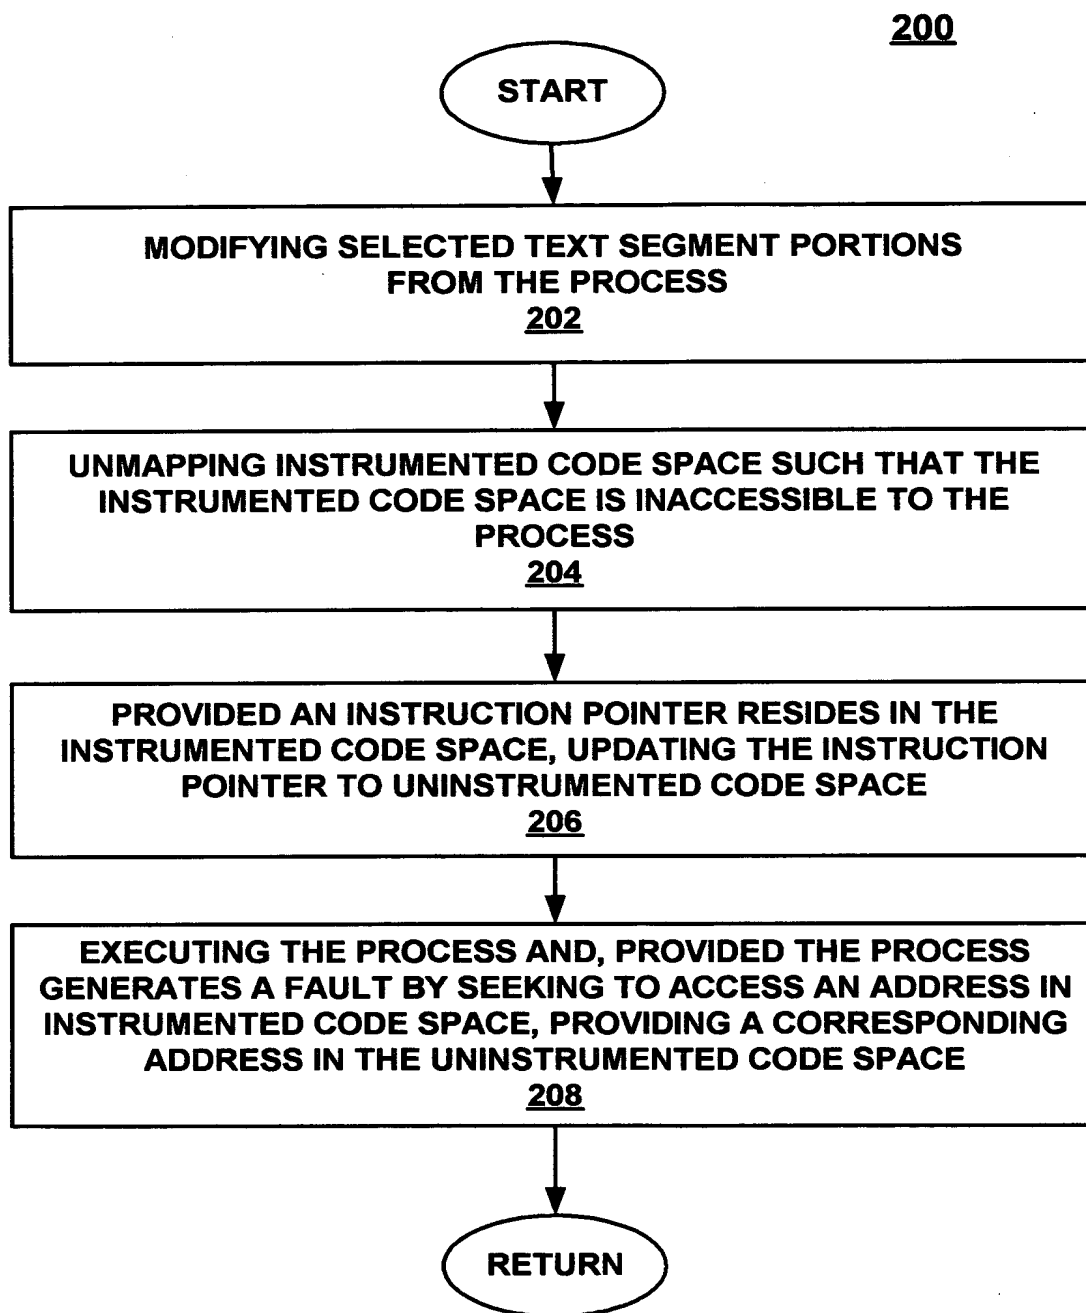 200
START
MODIFYING SELECTED TEXT SEGMENT PORTIONS
FROM THE PROCESS
202
UNMAPPING INSTRUMENTED CODE SPACE SUCH THAT THE
INSTRUMENTED CODE SPACE IS INACCESSIBLE TO THE
PROCESS
204
PROVIDED AN INSTRUCTION POINTER RESIDES IN THE
INSTRUMENTED CODE SPACE, UPDATING THE INSTRUCTION
POINTER TO UNINSTRUMENTED CODE SPACE
206
EXECUTING THE PROCESS AND, PROVIDED THE PROCESS
GENERATES A FAULT BY SEEKING TO ACCESS AN ADDRESS IN
INSTRUMENTED CODE SPACE, PROVIDING A CORRESPONDING
ADDRESS IN THE UNINSTRUMENTED CODE SPACE
208
RETURN